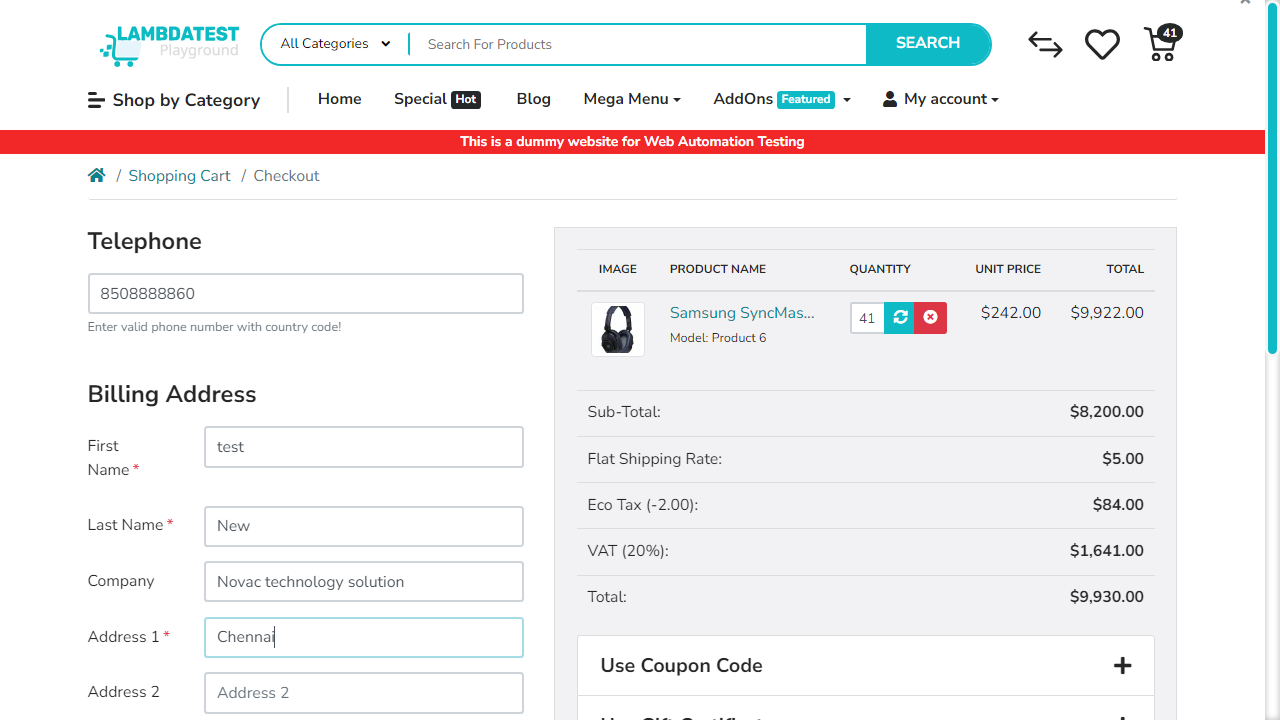 LAMBDATEST
Playground
All Categories
Search For Products
SEARCH
41
Shop by Category
Home
Special Hot
Blog
Mega Menu
AddOns Featured
My account
This is a dummy website for Web Automation Testing
/ Shopping Cart / Checkout
Telephone
8508888860
Enter valid phone number with country code!
Billing Address
First Name *
test
Last Name *
New
Company
Novac technology solution
Address 1 *
Chennai
Address 2
Address 2
IMAGE PRODUCT NAME QUANTITY UNIT PRICE TOTAL
Samsung SyncMas... 41 $242.00 $9,922.00
Model: Product 6
Sub-Total: $8,200.00
Flat Shipping Rate: $5.00
Eco Tax (-2.00): $84.00
VAT (20%): $1,641.00
Total: $9,930.00
Use Coupon Code